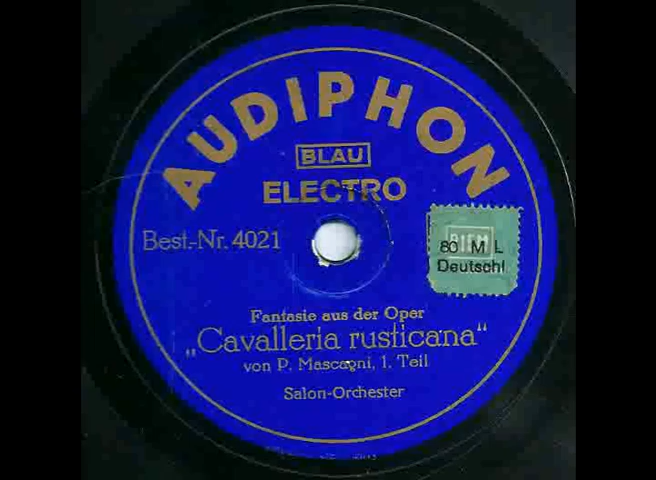 AUDIPHON
BLAU
ELECTRO
Best.-Nr. 4021
BIEM
80 M L
Deutschl
Fantasie aus der Oper
„Cavalleria rusticana“
von P. Mascagni, 1. Teil
Salon-Orchester